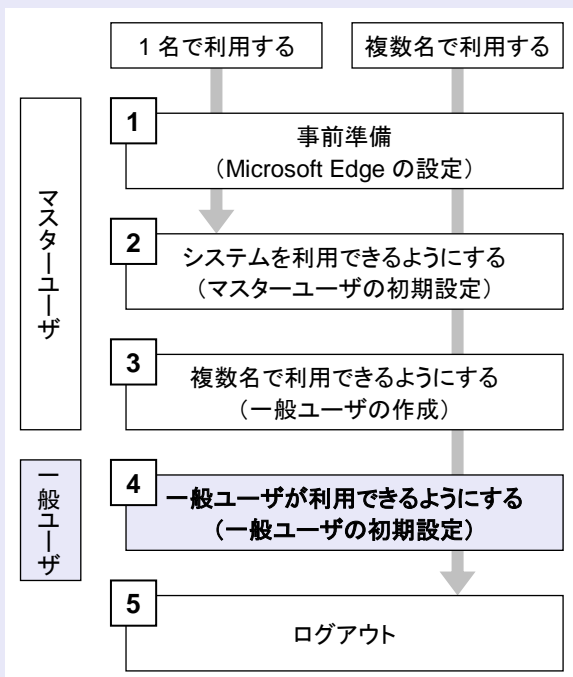 1 名で利用する
複数名で利用する
マスターユーザ
1
事前準備
（Microsoft Edge の設定）
2
システムを利用できるようにする
（マスターユーザの初期設定）
3
複数名で利用できるようにする
（一般ユーザの作成）
一般ユーザ
4
一般ユーザが利用できるようにする
（一般ユーザの初期設定）
5
ログアウト